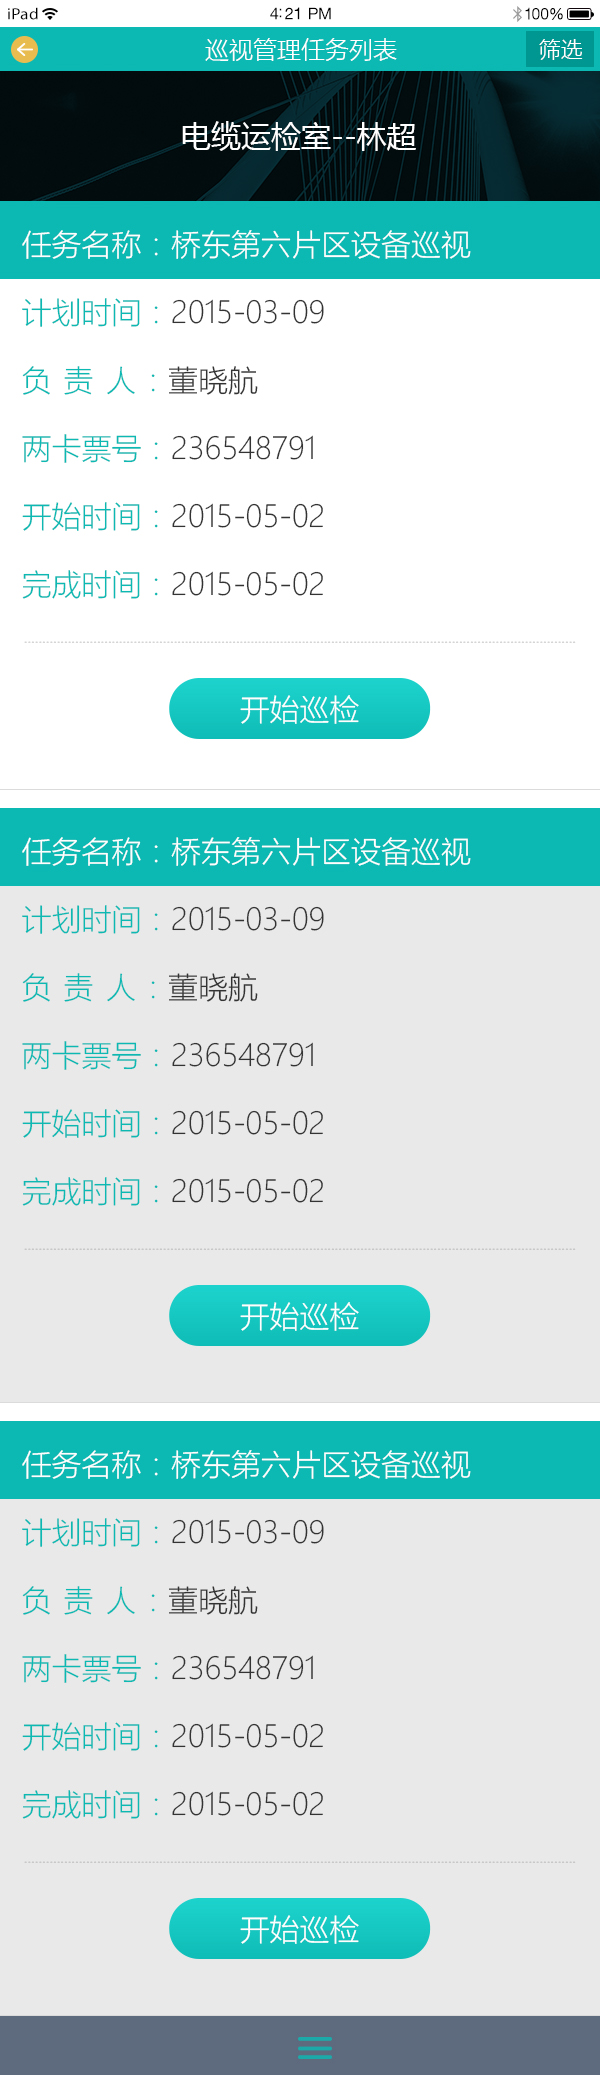 iPad 4:21 PM 100%
巡视管理任务列表 筛选
电缆运检室--林超
任务名称：桥东第六片区设备巡视
计划时间：2015-03-09
负 责 人：董晓航
两卡票号：236548791
开始时间：2015-05-02
完成时间：2015-05-02
开始巡检
任务名称：桥东第六片区设备巡视
计划时间：2015-03-09
负 责 人：董晓航
两卡票号：236548791
开始时间：2015-05-02
完成时间：2015-05-02
开始巡检
任务名称：桥东第六片区设备巡视
计划时间：2015-03-09
负 责 人：董晓航
两卡票号：236548791
开始时间：2015-05-02
完成时间：2015-05-02
开始巡检